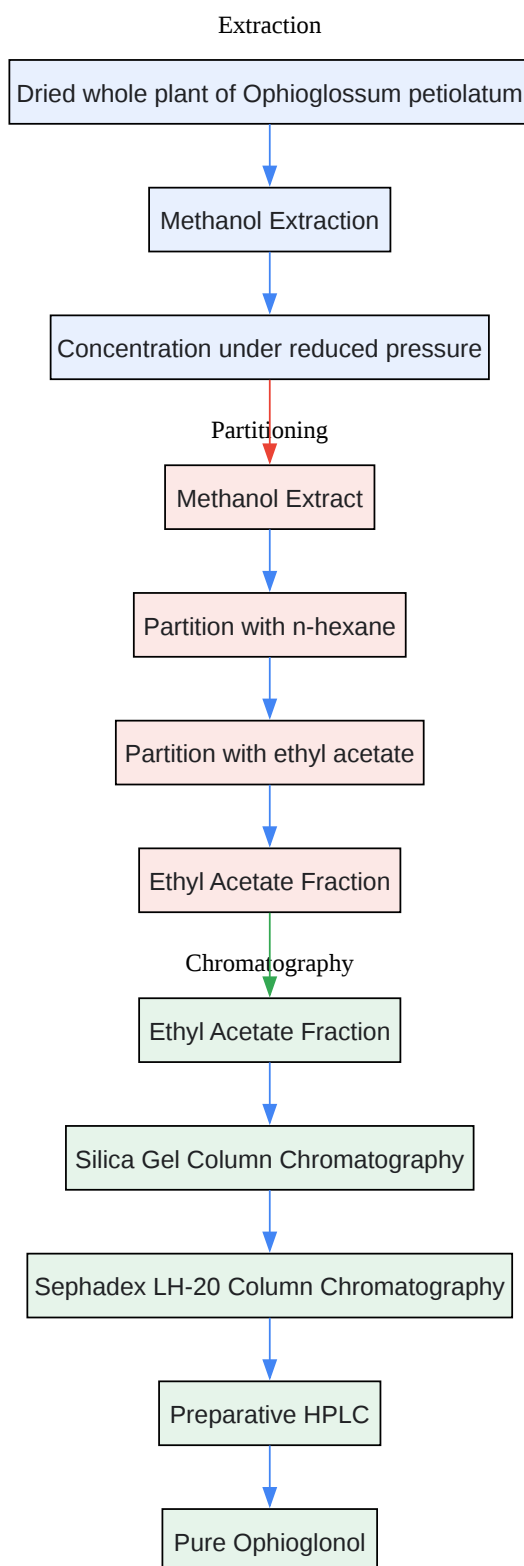 Extraction
Dried whole plant of Ophioglossum petiolatum
Methanol Extraction
Concentration under reduced pressure
Partitioning
Methanol Extract
Partition with n-hexane
Partition with ethyl acetate
Ethyl Acetate Fraction
Chromatography
Ethyl Acetate Fraction
Silica Gel Column Chromatography
Sephadex LH-20 Column Chromatography
Preparative HPLC
Pure Ophioglonol